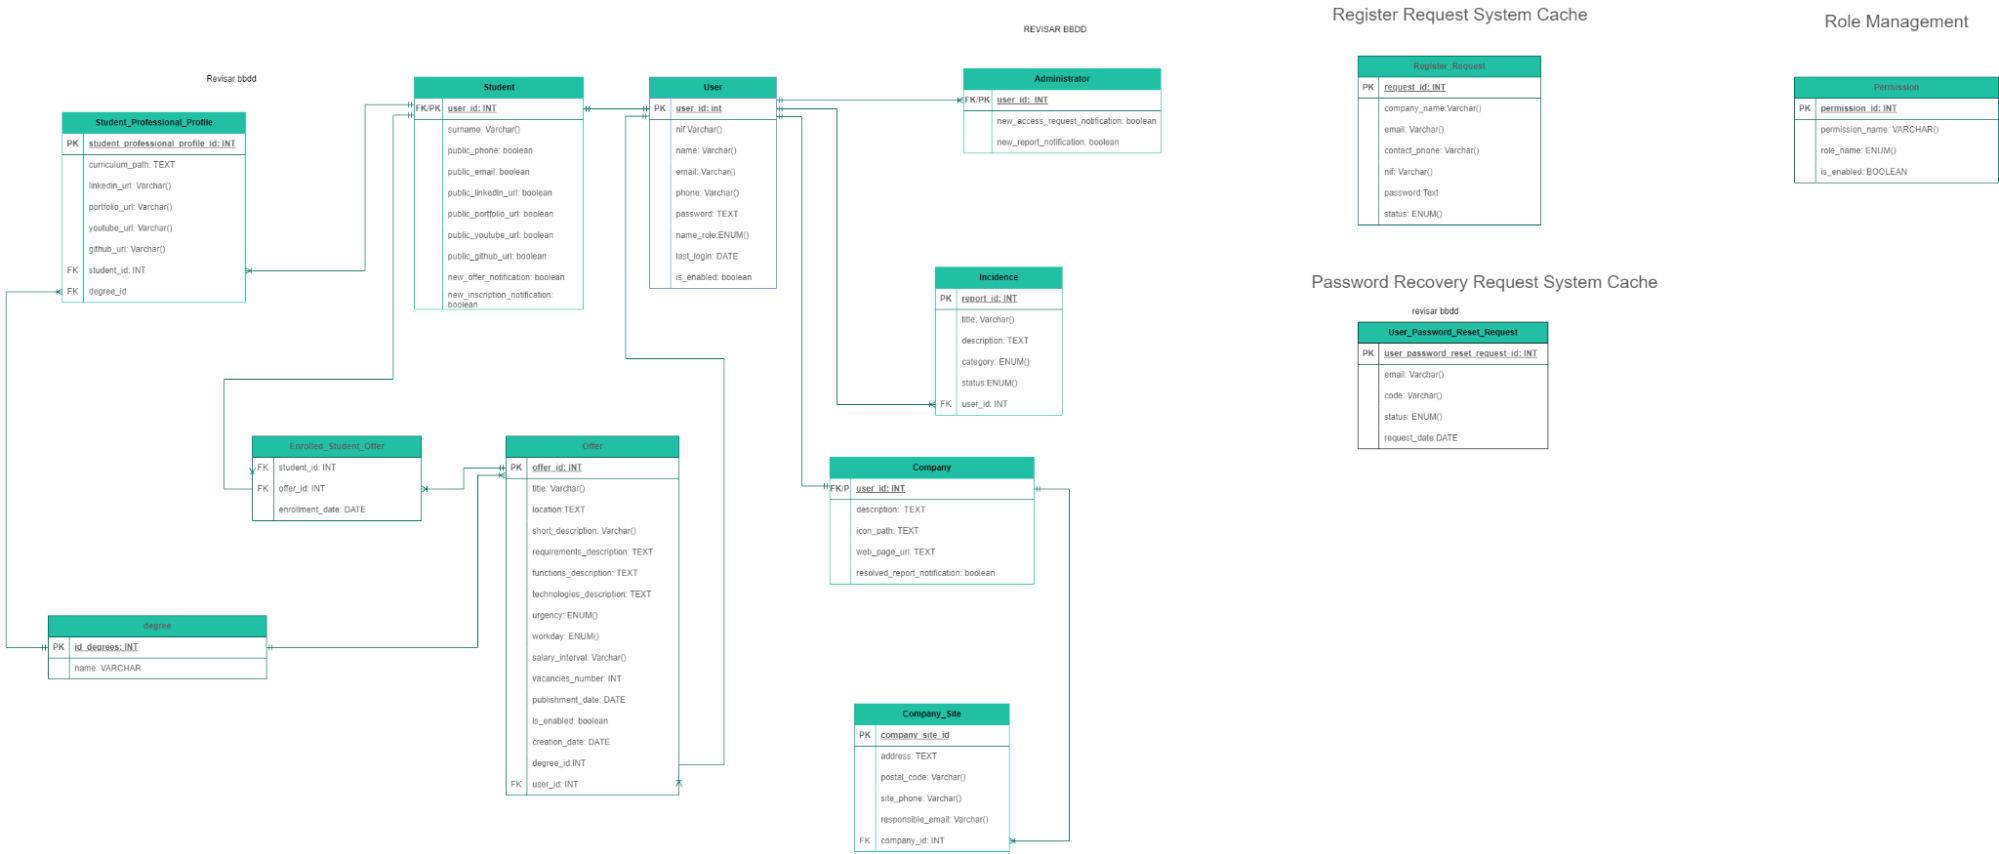 Register Request System Cache
Role Management
REVISAR BBDD
Revisar bbdd
Student_Professional_Profile
PK student_professional_profile_id: INT
curriculum_path: TEXT
linkedin_url: Varchar()
portfolio_url: Varchar()
youtube_url: Varchar()
github_url: Varchar()
FK student_id: INT
FK degree_id
Student
FK/PK user_id: INT
surname: Varchar()
public_phone: boolean
public_email: boolean
public_linkedin_url: boolean
public_portfolio_url: boolean
public_youtube_url: boolean
public_github_url: boolean
new_offer_notification: boolean
new_inscription_notification:
boolean
User
PK user_id: int
nif Varchar()
name: Varchar()
email: Varchar()
phone: Varchar()
password: TEXT
name_role:ENUM()
last_login: DATE
is_enabled: boolean
Administrator
FK/PK user_id: INT
new_access_request_notification: boolean
new_report_notification: boolean
Register_Request
PK request_id: INT
company_name:Varchar()
email: Varchar()
contact_phone: Varchar()
nif: Varchar()
password:Text
status: ENUM()
Permission
PK permission_id: INT
permission_name: VARCHAR()
role_name: ENUM()
is_enabled: BOOLEAN
Incidence
PK report_id: INT
title: Varchar()
description: TEXT
category: ENUM()
status:ENUM()
FK user_id: INT
Password Recovery Request System Cache
revisar bbdd
User_Password_Reset_Request
PK user_password_reset_request_id: INT
email: Varchar()
code: Varchar()
status: ENUM()
request_date:DATE
Enrolled_Student_Offer
FK student_id: INT
FK offer_id: INT
enrollment_date: DATE
Offer
PK offer_id: INT
title: Varchar()
location:TEXT
short_description: Varchar()
requirements_description: TEXT
functions_description: TEXT
technologies_description: TEXT
urgency: ENUM()
workday: ENUM()
salary_interval: Varchar()
vacancies_number: INT
publishment_date: DATE
is_enabled: boolean
creation_date: DATE
degree_id:INT
FK user_id: INT
Company
FK/P user_id: INT
description: TEXT
icon_path: TEXT
web_page_url: TEXT
resolved_report_notification: boolean
degree
PK id_degrees: INT
name: VARCHAR
Company_Site
PK company_site_id
address: TEXT
postal_code: Varchar()
site_phone: Varchar()
responsible_email: Varchar()
FK company_id: INT